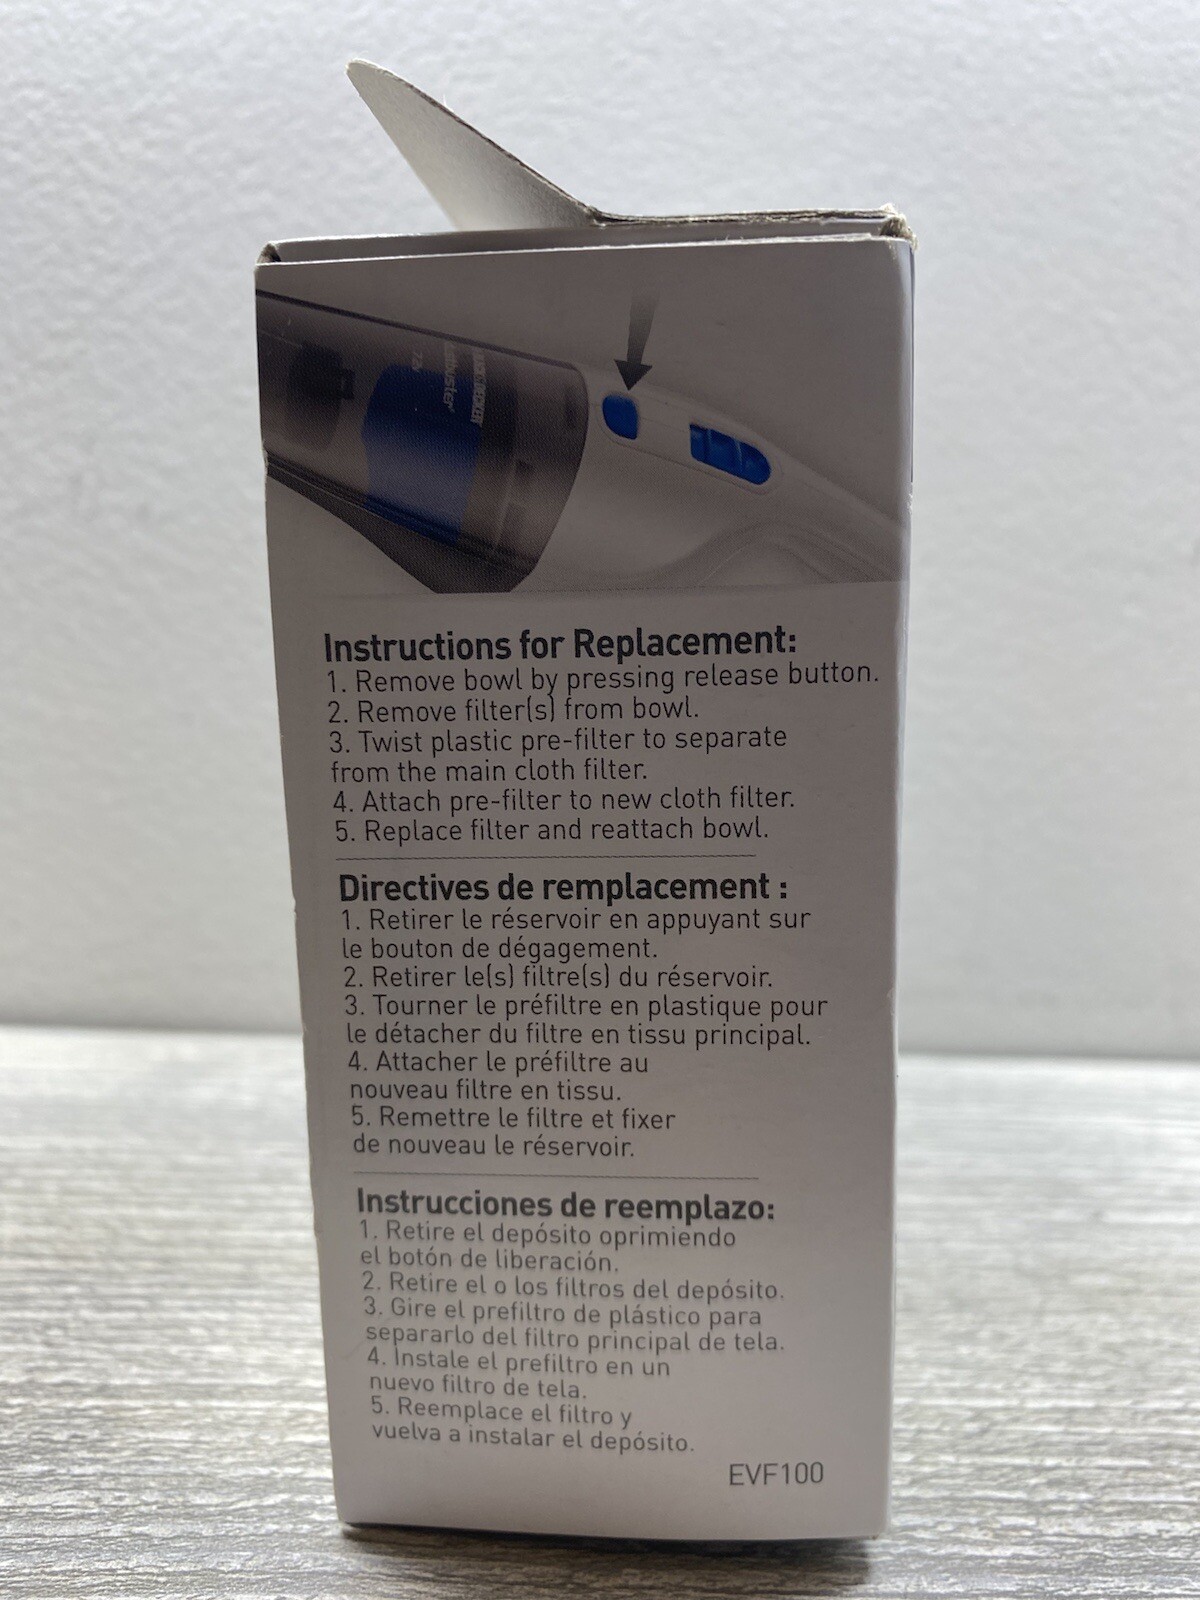 BLACK+DECKER
dustbuster
Instructions for Replacement:
1. Remove bowl by pressing release button.
2. Remove filter(s) from bowl.
3. Twist plastic pre-filter to separate
from the main cloth filter.
4. Attach pre-filter to new cloth filter.
5. Replace filter and reattach bowl.
Directives de remplacement :
1. Retirer le réservoir en appuyant sur
le bouton de dégagement.
2. Retirer le(s) filtre(s) du réservoir.
3. Tourner le préfiltre en plastique pour
le détacher du filtre en tissu principal.
4. Attacher le préfiltre au
nouveau filtre en tissu.
5. Remettre le filtre et fixer
de nouveau le réservoir.
Instrucciones de reemplazo:
1. Retire el depósito oprimiendo
el botón de liberación.
2. Retire el o los filtros del depósito.
3. Gire el prefiltro de plástico para
separarlo del filtro principal de tela.
4. Instale el prefiltro en un
nuevo filtro de tela.
5. Reemplace el filtro y
vuelva a instalar el depósito.
EVF100